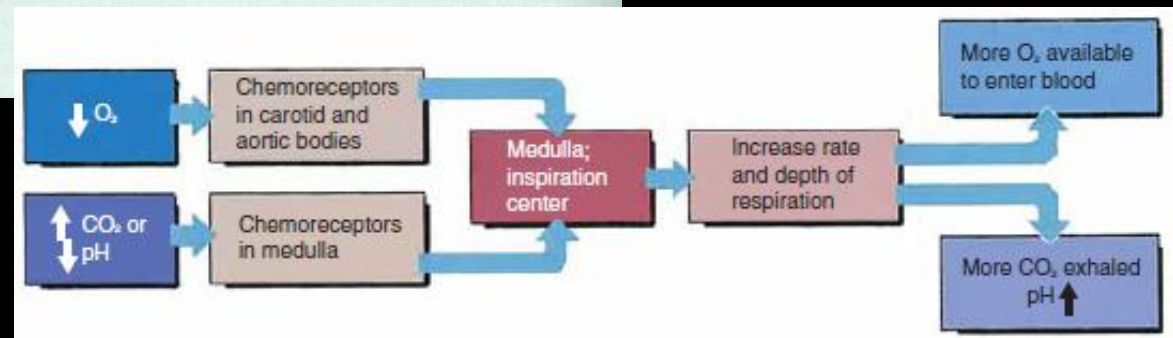 ↓ O₂
Chemoreceptors
in carotid and
aortic bodies
↑ CO₂ or
↓ pH
Chemoreceptors
in medulla
Medulla;
inspiration
center
Increase rate
and depth of
respiration
More O₂ available
to enter blood
More CO₂ exhaled
pH ↑